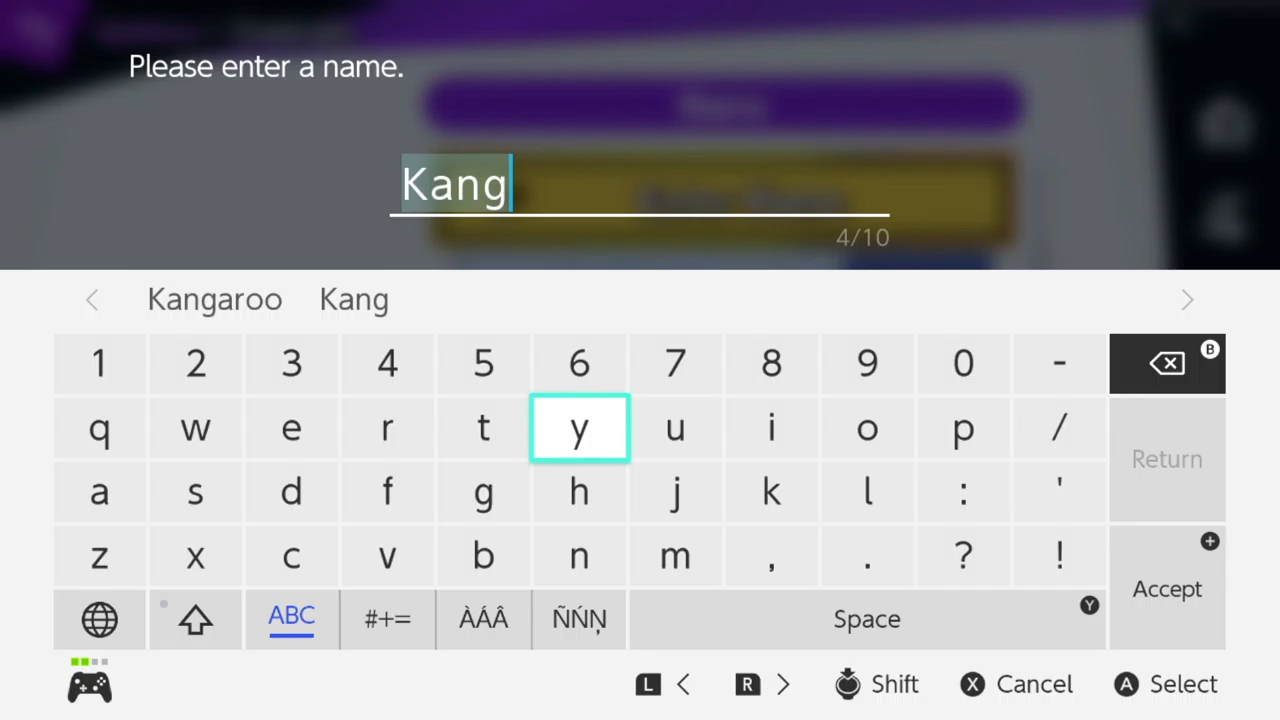 Please enter a name.
Kang
4/10
Kangaroo Kang
1 2 3 4 5 6 7 8 9 0 - B
q w e r t y u i o p /
Return
a s d f g h j k l : '
z x c v b n m , . ? ! +
Accept
ABC #+= ÀÁÂ ÑŃŅ Space Y
L R Shift X Cancel A Select